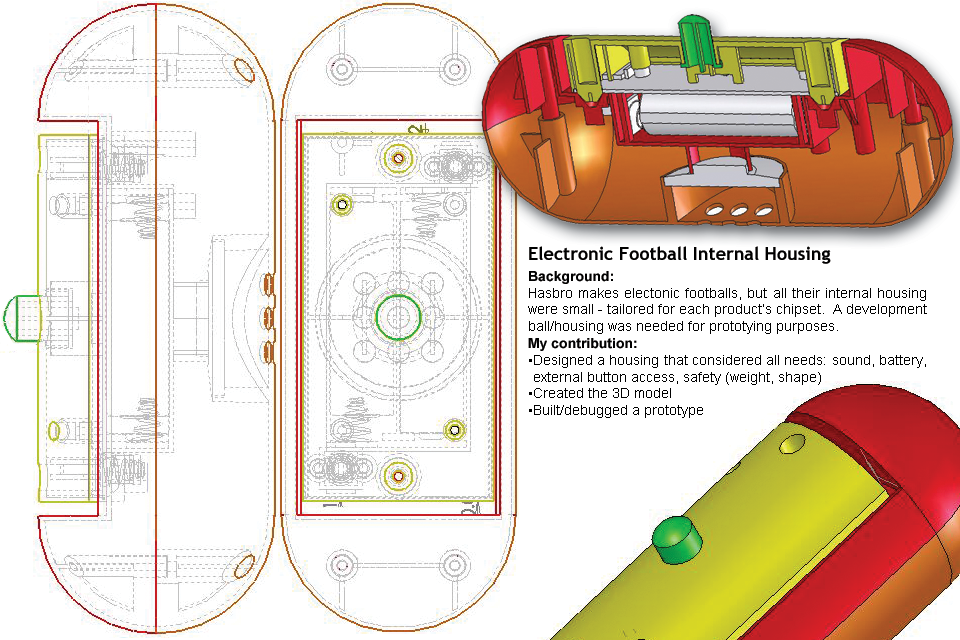 Electronic Football Internal Housing
Background:
Hasbro makes electonic footballs, but all their internal housing
were small - tailored for each product's chipset. A development
ball/housing was needed for prototying purposes.
My contribution:
•Designed a housing that considered all needs: sound, battery,
external button access, safety (weight, shape)
•Created the 3D model
•Built/debugged a prototype